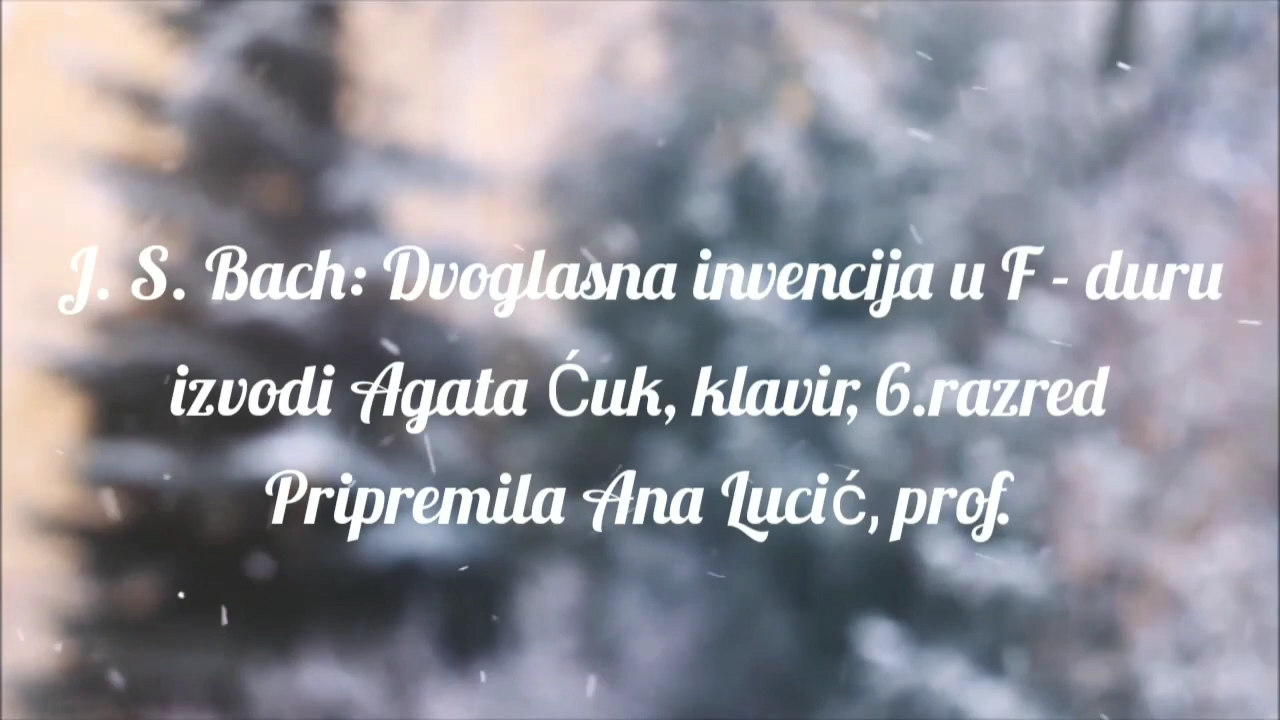 J. S. Bach: Dvoglasna invencija u F - duru
izvodi Agata Ćuk, klavir, 6.razred
Pripremila Ana Lucić, prof.